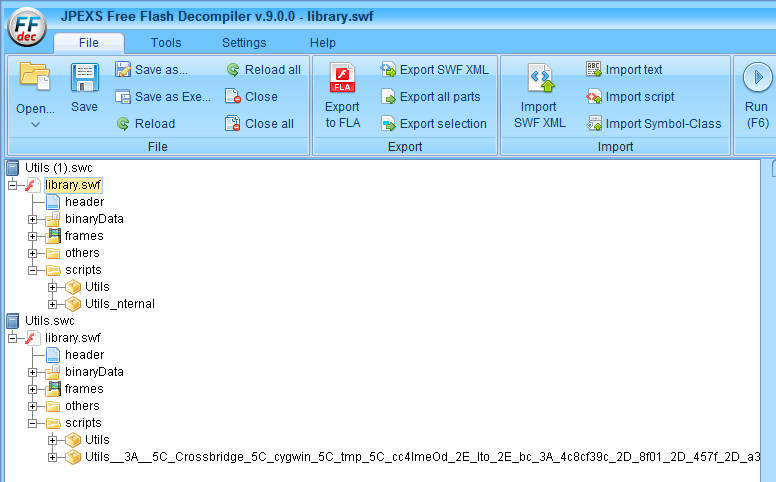 JPEXS Free Flash Decompiler v.9.0.0 - library.swf
FF
dec
File Tools Settings Help
Open...
Save
Save as...
Save as Exe...
Reload
Reload all
Close
Close all
File
FLA
Export
to FLA
Export SWF XML
Export all parts
Export selection
Export
Import
SWF XML
ABC
Import text
Import script
Import Symbol-Class
Import
Run
(F6)
Utils (1).swc
library.swf
header
binaryData
frames
others
scripts
Utils
Utils_nternal
Utils.swc
library.swf
header
binaryData
frames
others
scripts
Utils
Utils__3A__5C_Crossbridge_5C_cygwin_5C_tmp_5C_cc4ImeOd_2E_lto_2E_bc_3A_4c8cf39c_2D_8f01_2D_457f_2D_a3